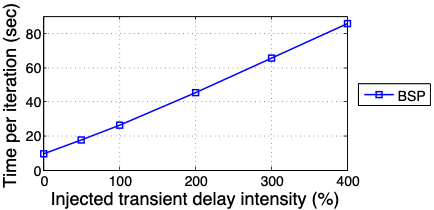 Time per iteration (sec)
80
60
40
20
0
0 100 200 300 400
Injected transient delay intensity (%)
BSP